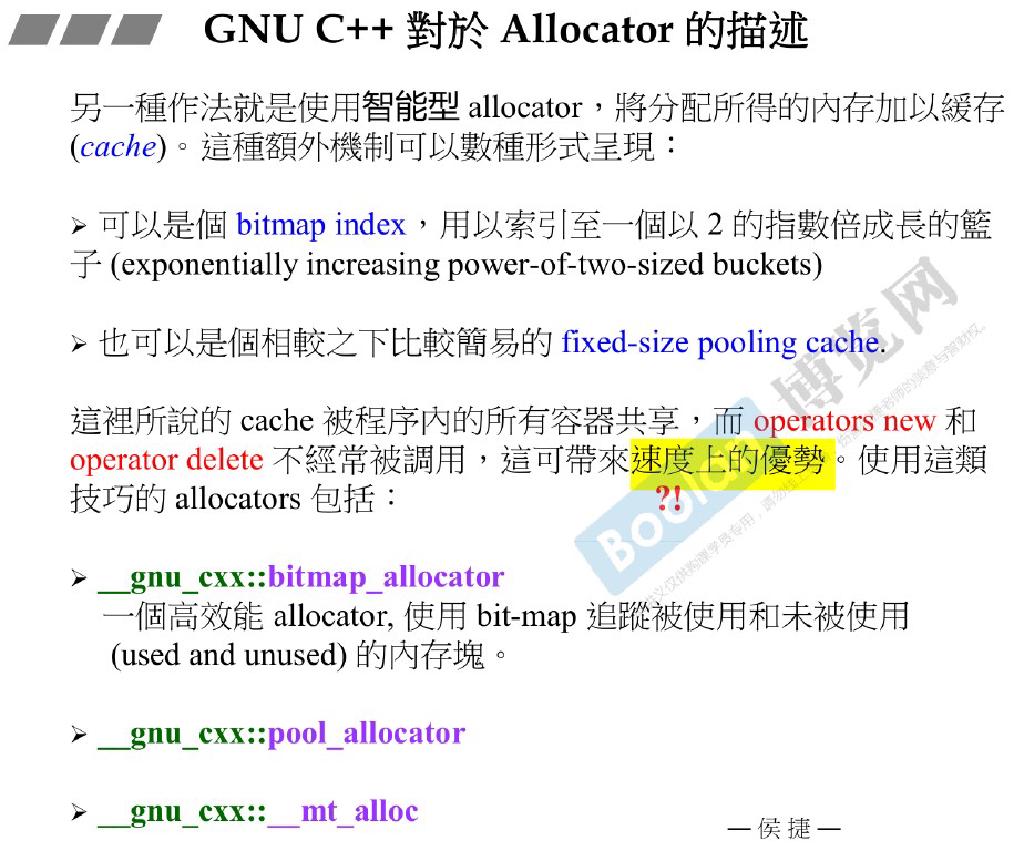 GNU C++ 對於 Allocator 的描述
另一種作法就是使用智能型 allocator，將分配所得的內存加以緩存
(cache)。這種額外機制可以數種形式呈現：
➢ 可以是個 bitmap index，用以索引至一個以 2 的指數倍成長的籃
子 (exponentially increasing power-of-two-sized buckets)
➢ 也可以是個相較之下比較簡易的 fixed-size pooling cache.
這裡所說的 cache 被程序內的所有容器共享，而 operators new 和
operator delete 不經常被調用，這可帶來速度上的優勢。使用這類
技巧的 allocators 包括：
?!
➢ __gnu_cxx::bitmap_allocator
一個高效能 allocator, 使用 bit-map 追蹤被使用和未被使用
(used and unused) 的內存塊。
➢ __gnu_cxx::pool_allocator
➢ __gnu_cxx::__mt_alloc
— 侯 捷 —
Boolan
博览网